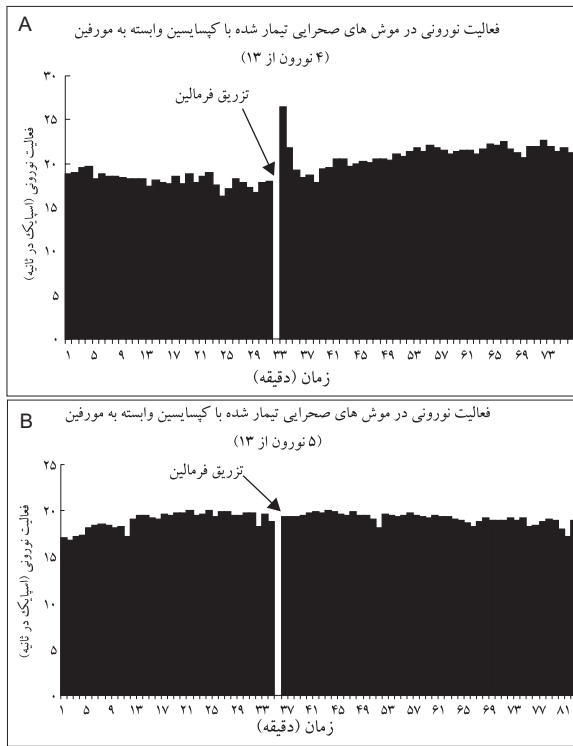 A
فعالیت نورونی در موش های صحرایی تیمار شده با کپسایسین وابسته به مورفین
(۴ نورون از ۱۳)
تزریق فرمالین
فعالیت نورونی (اسپایک در ثانیه)
۳۰
۲۵
۲۰
۱۵
۱۰
۵
۰
۱ ۵ ۹ ۱۳ ۱۷ ۲۱ ۲۵ ۲۹ ۳۳ ۳۷ ۴۱ ۴۵ ۴۹ ۵۳ ۵۷ ۶۱ ۶۵ ۶۹ ۷۳
زمان (دقیقه)
B
فعالیت نورونی در موش های صحرایی تیمار شده با کپسایسین وابسته به مورفین
(۵ نورون از ۱۳)
تزریق فرمالین
فعالیت نورونی (اسپایک در ثانیه)
۲۵
۲۰
۱۵
۱۰
۵
۰
۱ ۵ ۹ ۱۳ ۱۷ ۲۱ ۲۵ ۲۹ ۳۳ ۳۷ ۴۱ ۴۵ ۴۹ ۵۳ ۵۷ ۶۱ ۶۵ ۶۹ ۷۳ ۷۷ ۸۱
زمان (دقیقه)